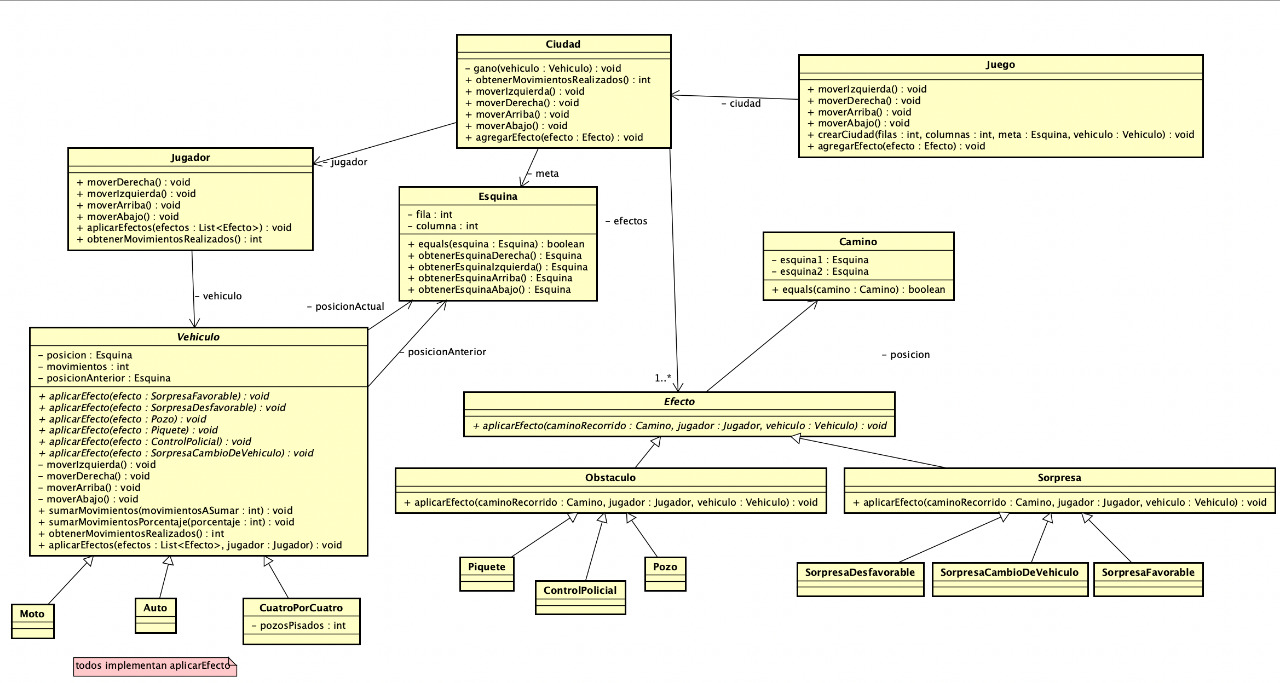 Ciudad
- gano(vehiculo : Vehiculo) : void
+ obtenerMovimientosRealizados() : int
+ moverIzquierda() : void
+ moverDerecha() : void
+ moverArriba() : void
+ moverAbajo() : void
+ agregarEfecto(efecto : Efecto) : void
Juego
+ moverIzquierda() : void
+ moverDerecha() : void
+ moverArriba() : void
+ moverAbajo() : void
+ crearCiudad(filas : int, columnas : int, meta : Esquina, vehiculo : Vehiculo) : void
+ agregarEfecto(efecto : Efecto) : void
- ciudad
- jugador
- meta
- efectos
Jugador
+ moverDerecha() : void
+ moverIzquierda() : void
+ moverArriba() : void
+ moverAbajo() : void
+ aplicarEfectos(efectos : List<Efecto>) : void
+ obtenerMovimientosRealizados() : int
Esquina
- fila : int
- columna : int
+ equals(esquina : Esquina) : boolean
+ obtenerEsquinaDerecha() : Esquina
+ obtenerEsquinaIzquierda() : Esquina
+ obtenerEsquinaArriba() : Esquina
+ obtenerEsquinaAbajo() : Esquina
Camino
- esquina1 : Esquina
- esquina2 : Esquina
+ equals(camino : Camino) : boolean
- vehiculo
- posicionActual
- posicionAnterior
- posicion
1..*
Vehiculo
- posicion : Esquina
- movimientos : int
- posicionAnterior : Esquina
+ aplicarEfecto(efecto : SorpresaFavorable) : void
+ aplicarEfecto(efecto : SorpresaDesfavorable) : void
+ aplicarEfecto(efecto : Pozo) : void
+ aplicarEfecto(efecto : Piquete) : void
+ aplicarEfecto(efecto : ControlPolicial) : void
+ aplicarEfecto(efecto : SorpresaCambioDeVehiculo) : void
- moverIzquierda() : void
- moverDerecha() : void
- moverArriba() : void
- moverAbajo() : void
+ sumarMovimientos(movimientosASumar : int) : void
+ sumarMovimientosPorcentaje(porcentaje : int) : void
+ obtenerMovimientosRealizados() : int
+ aplicarEfectos(efectos : List<Efecto>, jugador : Jugador) : void
Efecto
+ aplicarEfecto(caminoRecorrido : Camino, jugador : Jugador, vehiculo : Vehiculo) : void
Obstaculo
+ aplicarEfecto(caminoRecorrido : Camino, jugador : Jugador, vehiculo : Vehiculo) : void
Sorpresa
+ aplicarEfecto(caminoRecorrido : Camino, jugador : Jugador, vehiculo : Vehiculo) : void
Piquete
ControlPolicial
Pozo
SorpresaDesfavorable
SorpresaCambioDeVehiculo
SorpresaFavorable
Moto
Auto
CuatroPorCuatro
- pozosPisados : int
todos implementan aplicarEfecto